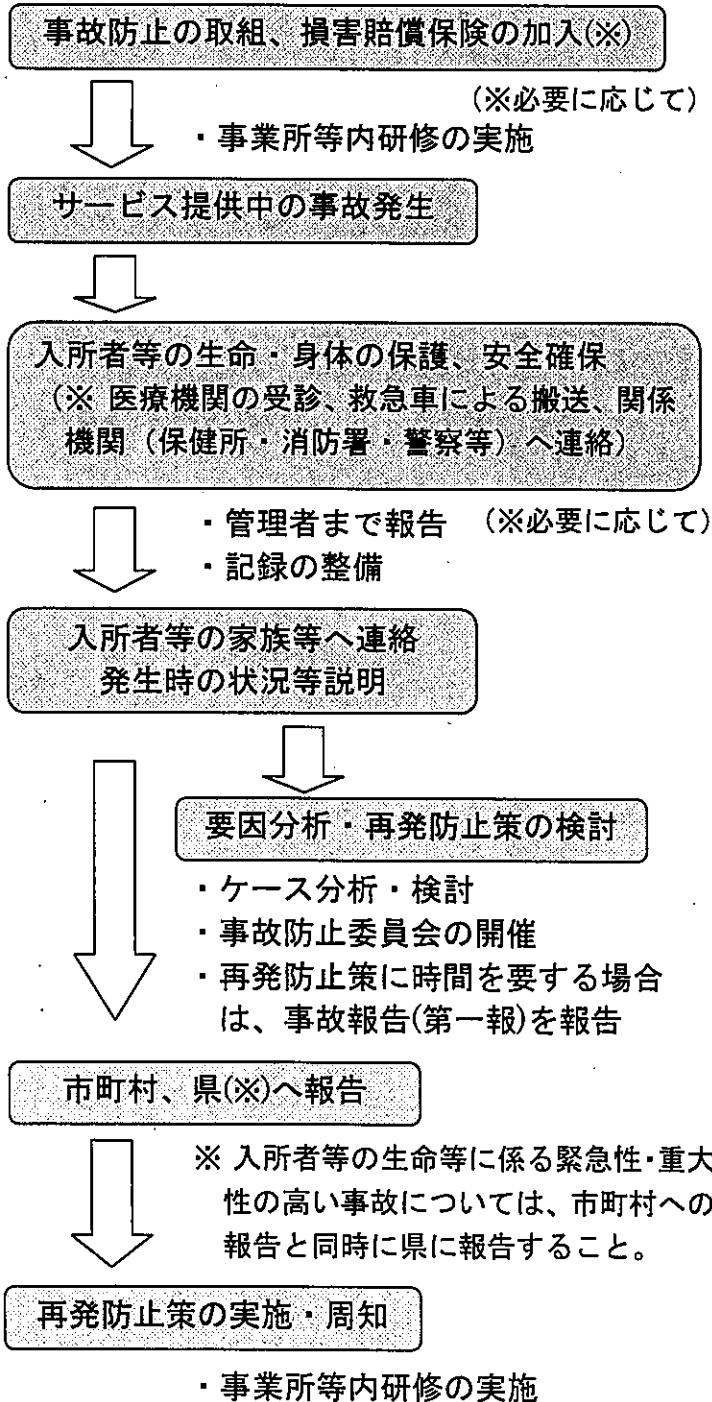 事故防止の取組、損害賠償保険の加入(※)
(※必要に応じて)
・事業所等内研修の実施
サービス提供中の事故発生
入所者等の生命・身体の保護、安全確保
(※ 医療機関の受診、救急車による搬送、関係
機関（保健所・消防署・警察等）へ連絡)
・管理者まで報告 (※必要に応じて)
・記録の整備
入所者等の家族等へ連絡
発生時の状況等説明
要因分析・再発防止策の検討
・ケース分析・検討
・事故防止委員会の開催
・再発防止策に時間を要する場合
は、事故報告(第一報)を報告
市町村、県(※)へ報告
※ 入所者等の生命等に係る緊急性・重大
性の高い事故については、市町村への
報告と同時に県に報告すること。
再発防止策の実施・周知
・事業所等内研修の実施